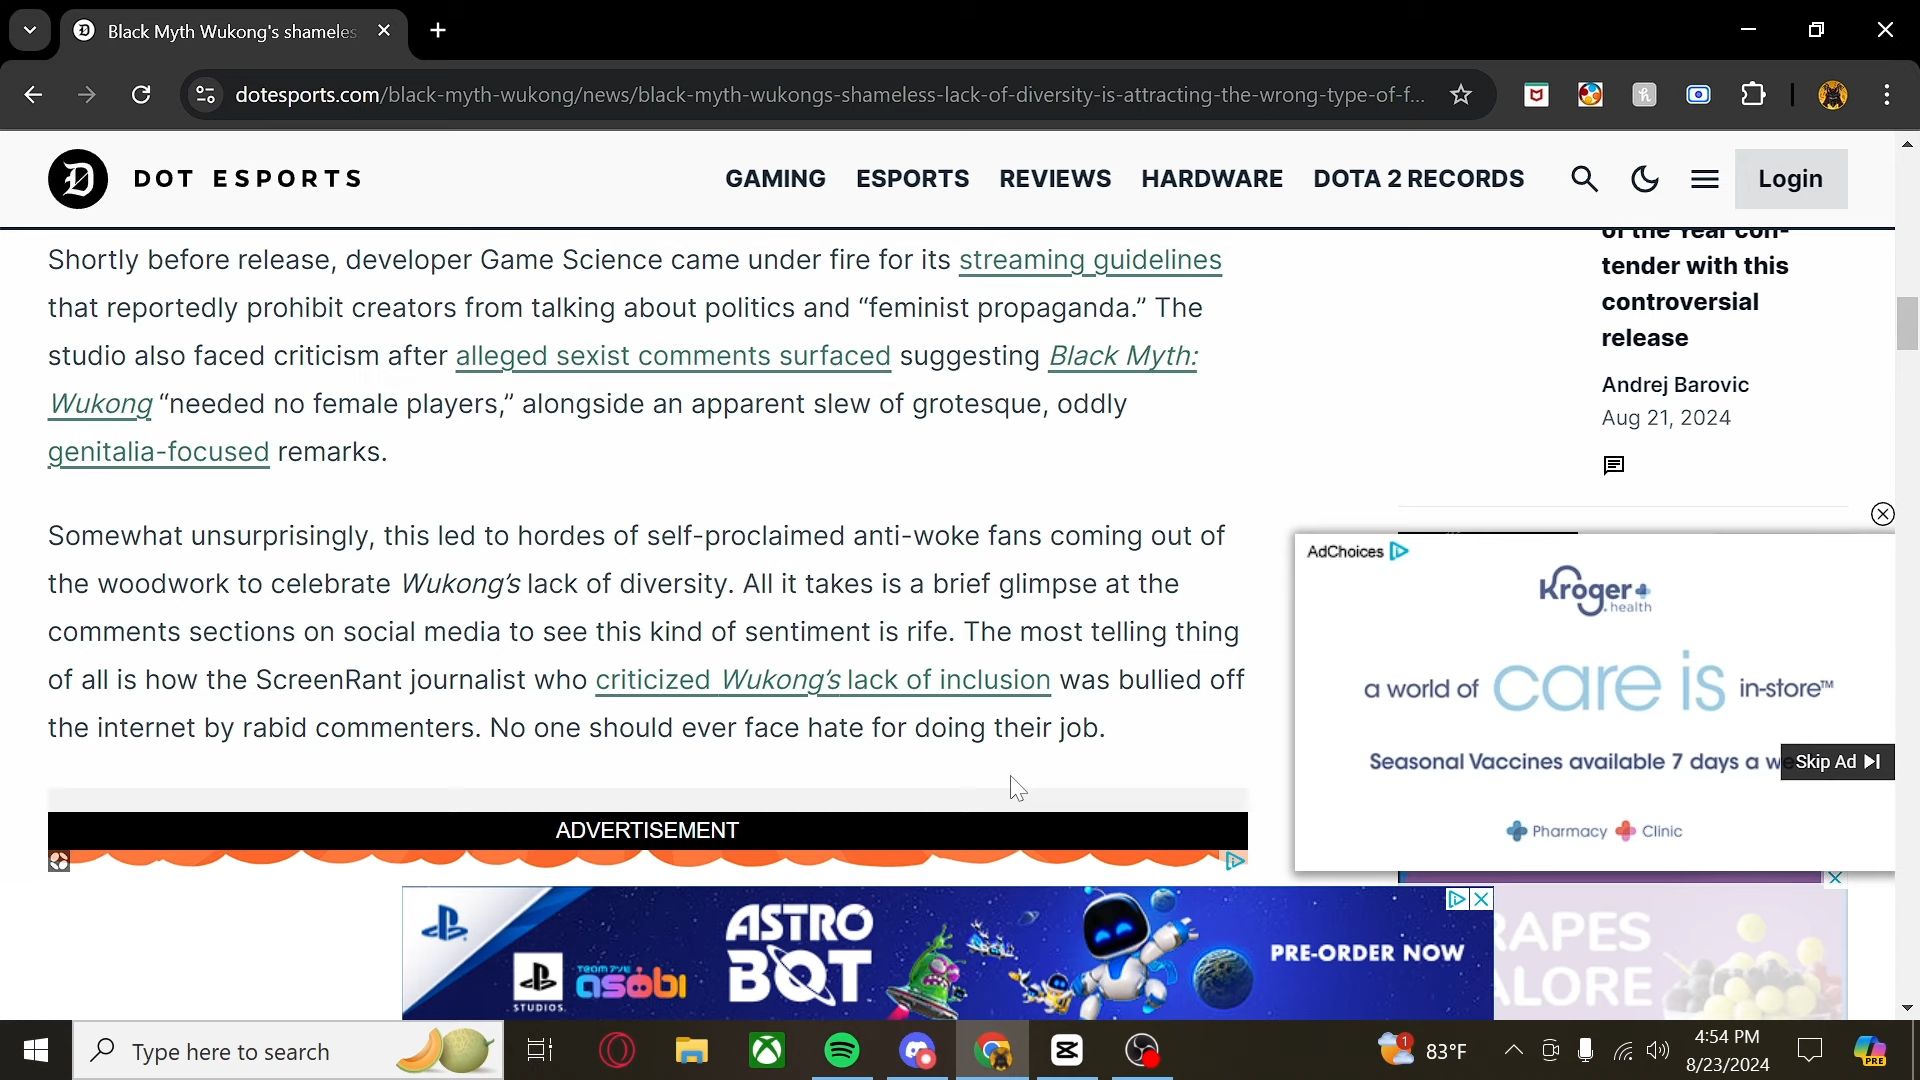 Black Myth Wukong's shameles
dotesports.com/black-myth-wukong/news/black-myth-wukongs-shameless-lack-of-diversity-is-attracting-the-wrong-type-of-f...
DOT ESPORTS
GAMING ESPORTS REVIEWS HARDWARE DOTA 2 RECORDS Login
Shortly before release, developer Game Science came under fire for its streaming guidelines
that reportedly prohibit creators from talking about politics and “feminist propaganda.” The
studio also faced criticism after alleged sexist comments surfaced suggesting Black Myth:
Wukong “needed no female players,” alongside an apparent slew of grotesque, oddly
genitalia-focused remarks.
Somewhat unsurprisingly, this led to hordes of self-proclaimed anti-woke fans coming out of
the woodwork to celebrate Wukong’s lack of diversity. All it takes is a brief glimpse at the
comments sections on social media to see this kind of sentiment is rife. The most telling thing
of all is how the ScreenRant journalist who criticized Wukong’s lack of inclusion was bullied off
the internet by rabid commenters. No one should ever face hate for doing their job.
ADVERTISEMENT
of the Year con-
tender with this
controversial
release
Andrej Barovic
Aug 21, 2024
AdChoices
Kroger
health
a world of care is in-store™
Seasonal Vaccines available 7 days a we
Skip Ad
Pharmacy Clinic
PlayStation
STUDIOS
TEAM
asobi
ASTRO
BOT
PRE-ORDER NOW
RAPES
ALORE
Type here to search
1
83°F
4:54 PM
8/23/2024
PRE